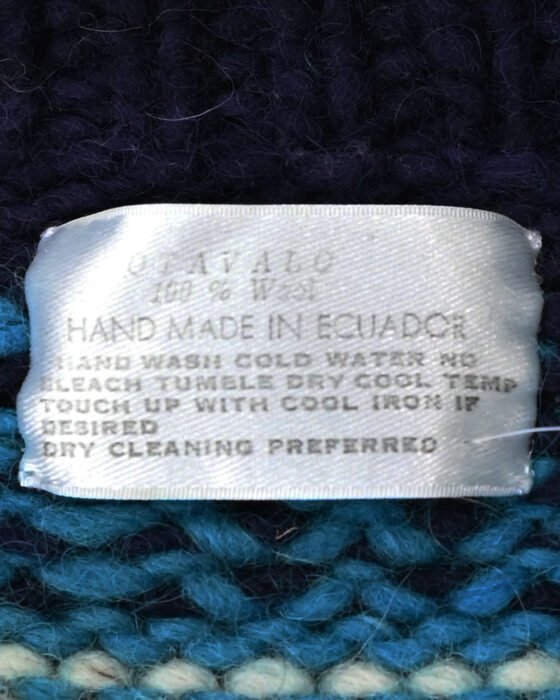 OTAVALO
100 % Wool
HAND MADE IN ECUADOR
HAND WASH COLD WATER NO
BLEACH TUMBLE DRY COOL TEMP
TOUCH UP WITH COOL IRON IF
DESIRED
DRY CLEANING PREFERRED